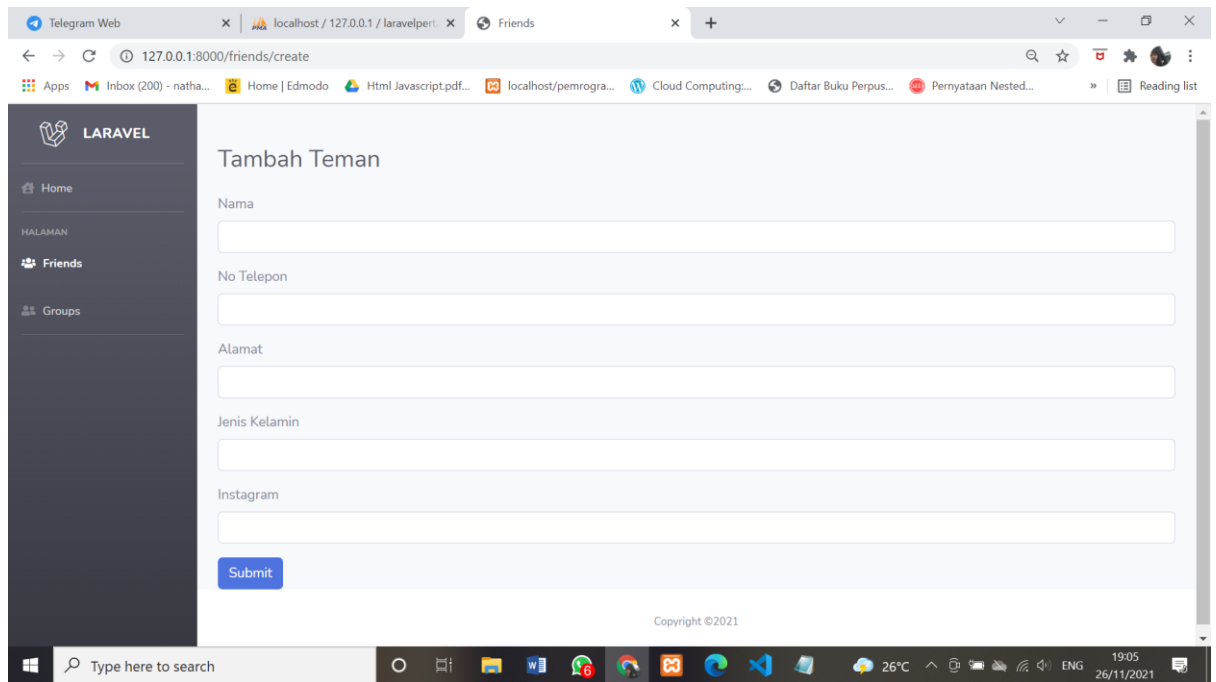 Telegram Web
localhost / 127.0.0.1 / laravelpert
Friends
127.0.0.1:8000/friends/create
Apps
Inbox (200) - natha...
Home | Edmodo
Html Javascript.pdf...
localhost/pemrogra...
Cloud Computing:...
Daftar Buku Perpus...
Pernyataan Nested...
»
Reading list
LARAVEL
Home
HALAMAN
Friends
Groups
Tambah Teman
Nama
No Telepon
Alamat
Jenis Kelamin
Instagram
Submit
Copyright ©2021
Type here to search
26°C
ENG
19:05
26/11/2021